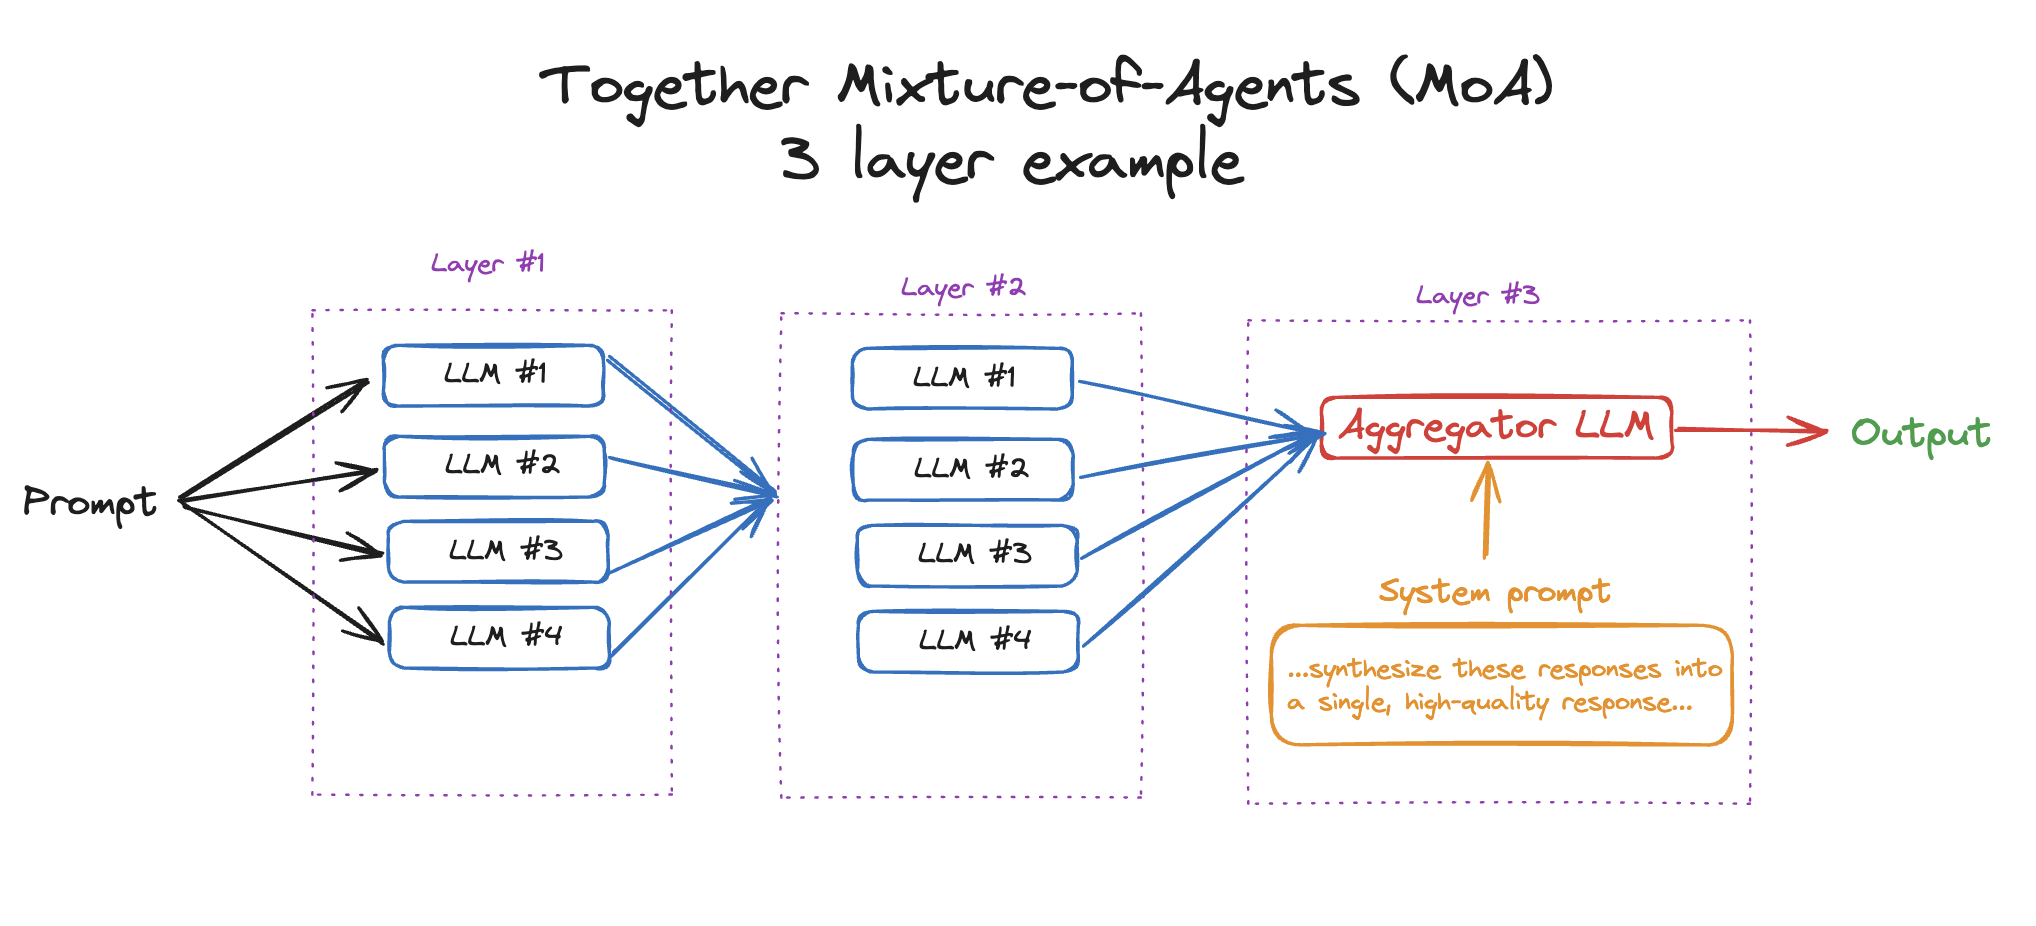 Together Mixture-of-Agents (MoA)
3 layer example
Layer #1
Layer #2
Layer #3
Prompt
LLM #1
LLM #2
LLM #3
LLM #4
LLM #1
LLM #2
LLM #3
LLM #4
Aggregator LLM
Output
System prompt
...synthesize these responses into
a single, high-quality response...